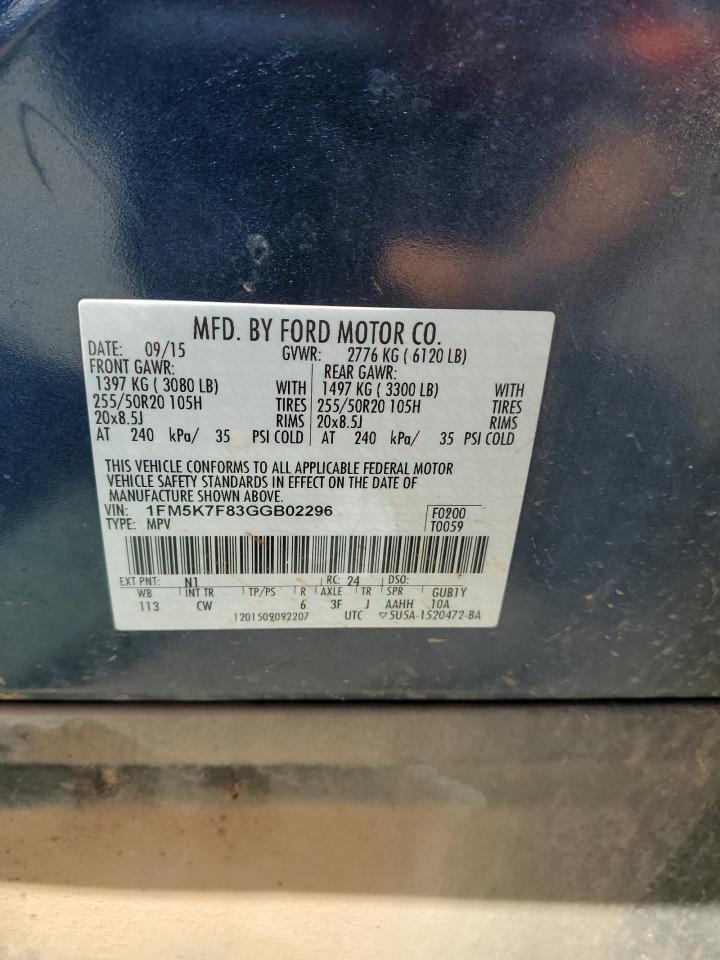 MFD. BY FORD MOTOR CO.
DATE: 09/15 GVWR: 2776 KG ( 6120 LB)
FRONT GAWR: REAR GAWR:
1397 KG ( 3080 LB) WITH 1497 KG ( 3300 LB) WITH
255/50R20 105H TIRES 255/50R20 105H TIRES
20x8.5J RIMS 20x8.5J RIMS
AT 240 kPa/ 35 PSI COLD AT 240 kPa/ 35 PSI COLD
THIS VEHICLE CONFORMS TO ALL APPLICABLE FEDERAL MOTOR
VEHICLE SAFETY STANDARDS IN EFFECT ON THE DATE OF
MANUFACTURE SHOWN ABOVE.
VIN: 1FM5K7F83GGB02296 F0200
TYPE: MPV T0059
EXT PNT: N1 RC: 24 DSO:
WB INT TR TP/PS R AXLE TR SPR GUB1Y
113 CW 6 3F J AAHH 10A
1201509092207 UTC ▽5U5A-1520472-BA